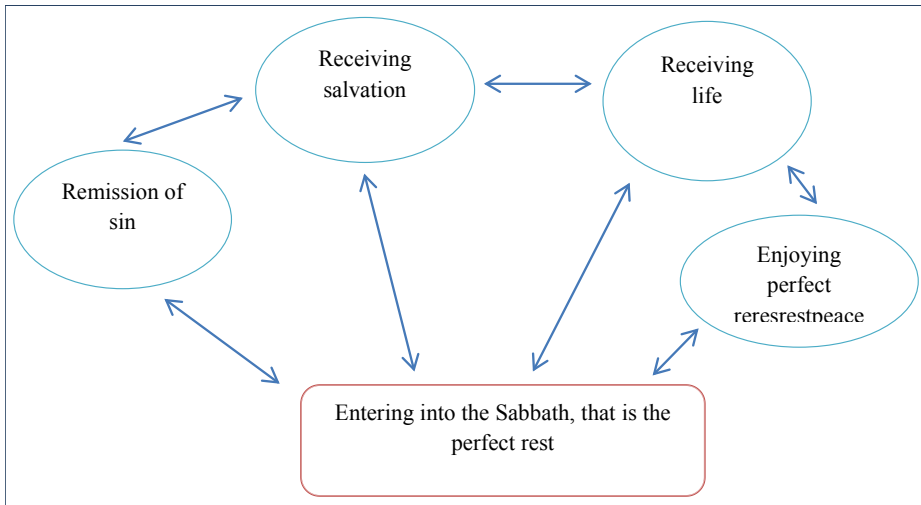 Receiving
salvation
Receiving
life
Remission of
sin
Enjoying
perfect
reresrestpeace
Entering into the Sabbath, that is the
perfect rest